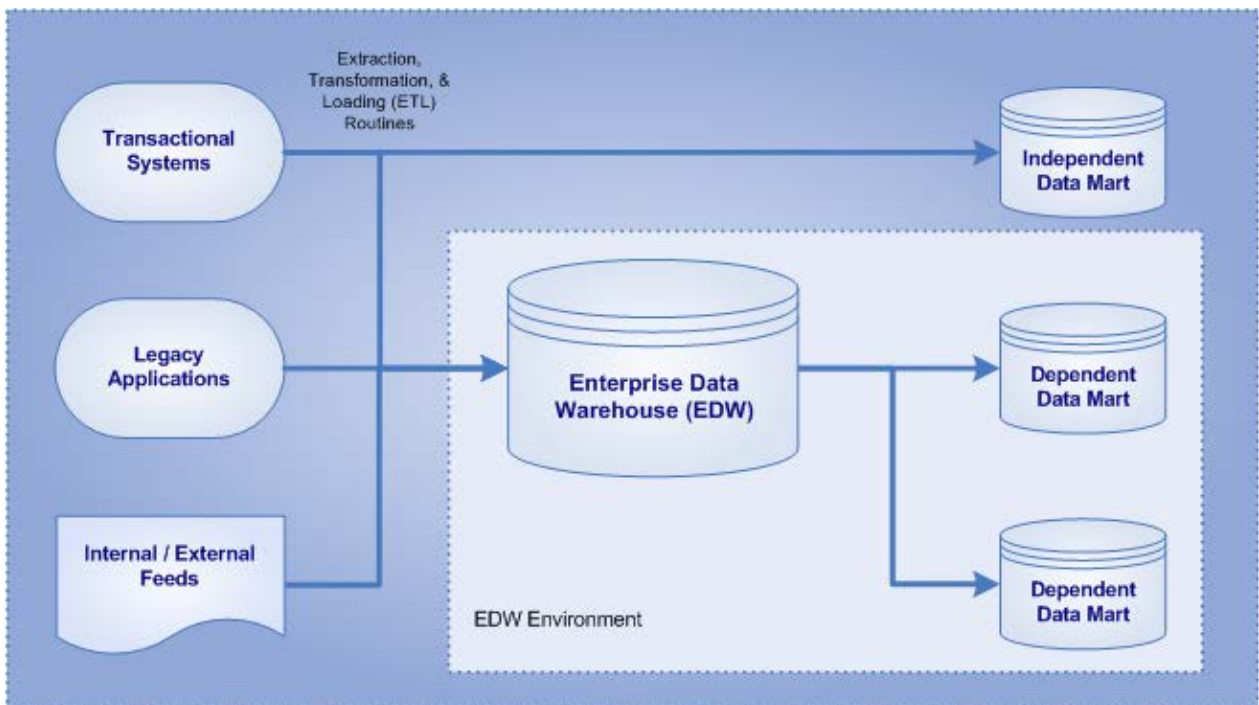 Extraction,
Transformation, &
Loading (ETL)
Routines
Transactional
Systems
Independent
Data Mart
Legacy
Applications
Enterprise Data
Warehouse (EDW)
Dependent
Data Mart
Internal / External
Feeds
Dependent
Data Mart
EDW Environment